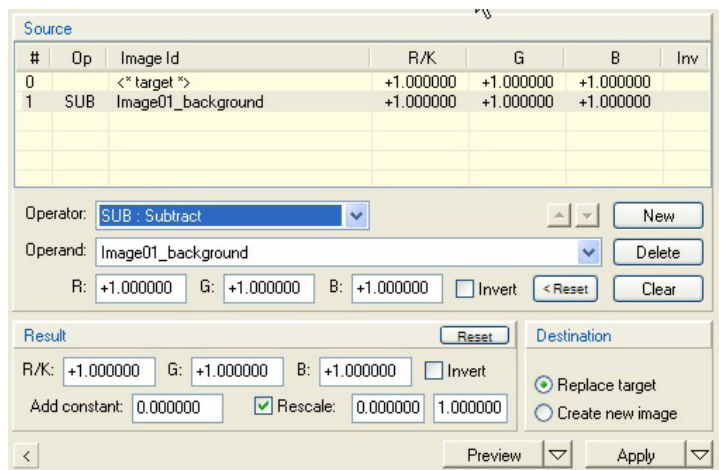 Source
# Op Image Id R/K G B Inv
0 <* target *> +1.000000 +1.000000 +1.000000
1 SUB Image01_background +1.000000 +1.000000 +1.000000
Operator: SUB : Subtract New
Operand: Image01_background Delete
R: +1.000000 G: +1.000000 B: +1.000000 Invert < Reset Clear
Result Reset Destination
R/K: +1.000000 G: +1.000000 B: +1.000000 Invert Replace target
Add constant: 0.000000 Rescale: 0.000000 1.000000 Create new image
< Preview Apply